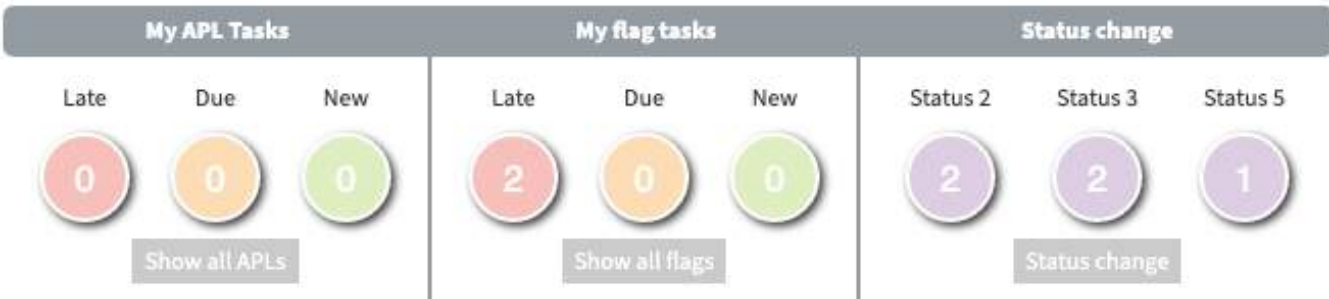 My APL Tasks
My flag tasks
Status change
Late Due New
Late Due New
Status 2 Status 3 Status 5
0 0 0
2 0 0
2 2 1
Show all APLs
Show all flags
Status change